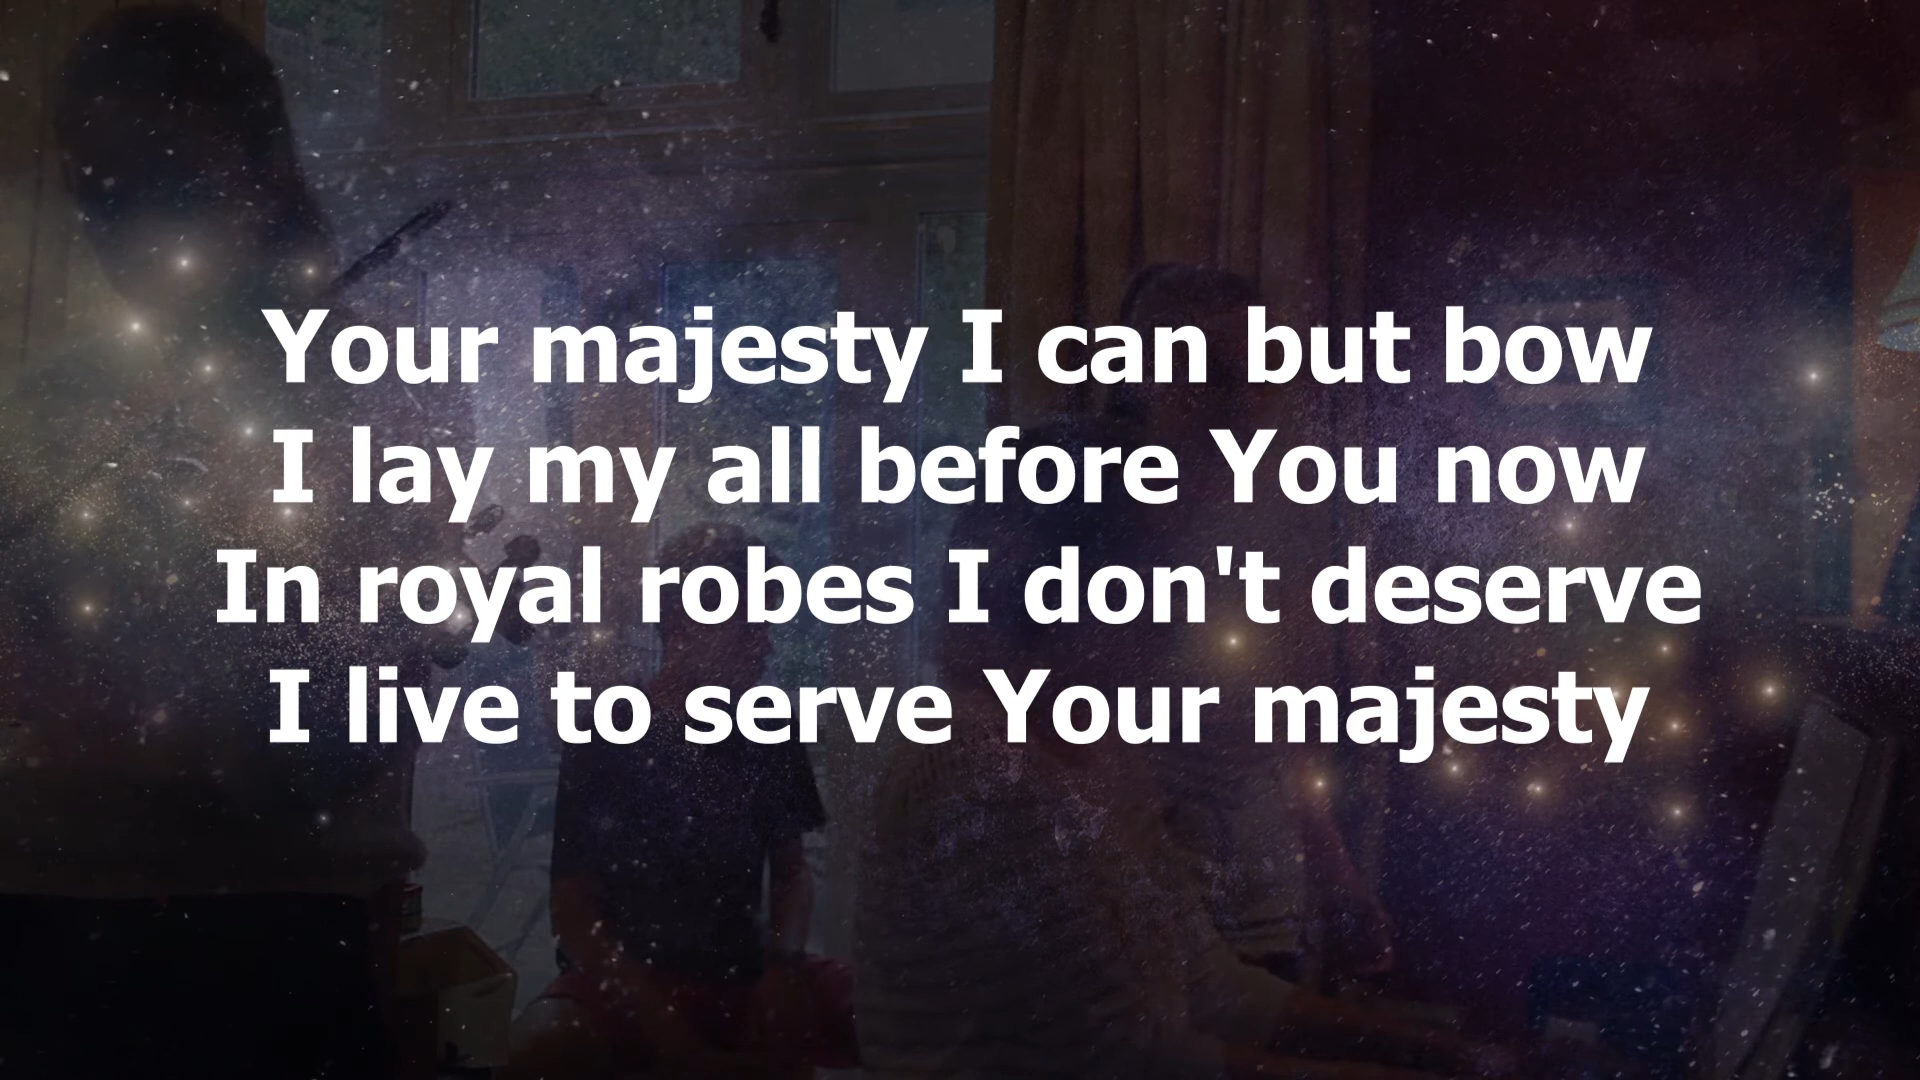 Your majesty I can but bow
I lay my all before You now
In royal robes I don't deserve
I live to serve Your majesty